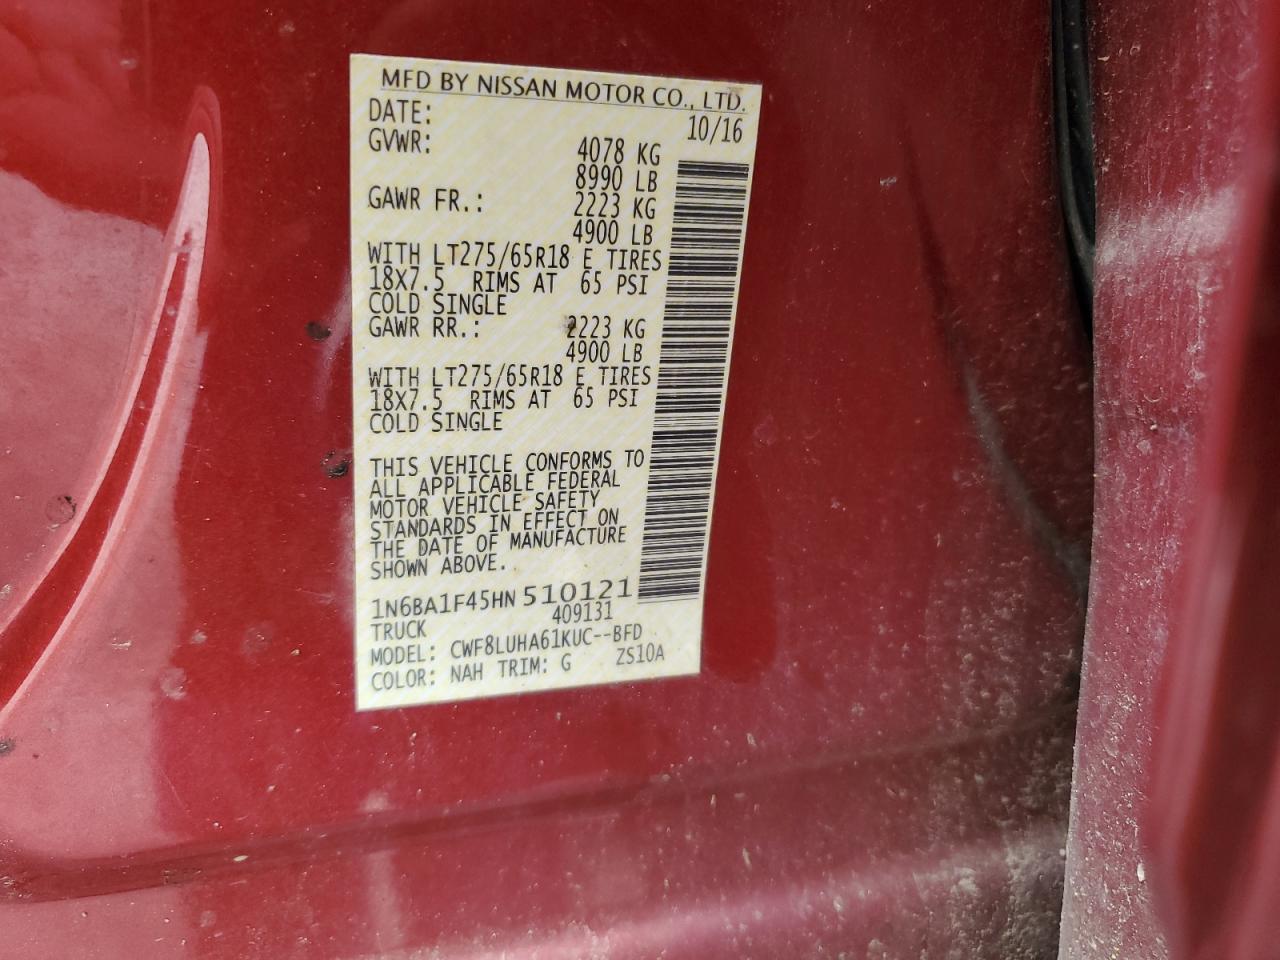 MFD BY NISSAN MOTOR CO., LTD.
DATE: 10/16
GVWR: 4078 KG
8990 LB
GAWR FR.: 2223 KG
4900 LB
WITH LT275/65R18 E TIRES
18X7.5 RIMS AT 65 PSI
COLD SINGLE
GAWR RR.: 2223 KG
4900 LB
WITH LT275/65R18 E TIRES
18X7.5 RIMS AT 65 PSI
COLD SINGLE
THIS VEHICLE CONFORMS TO
ALL APPLICABLE FEDERAL
MOTOR VEHICLE SAFETY
STANDARDS IN EFFECT ON
THE DATE OF MANUFACTURE
SHOWN ABOVE.
1N6BA1F45HN 510121
TRUCK 409131
MODEL: CWF8LUHA61KUC--BFD
COLOR: NAH TRIM: G ZS10A